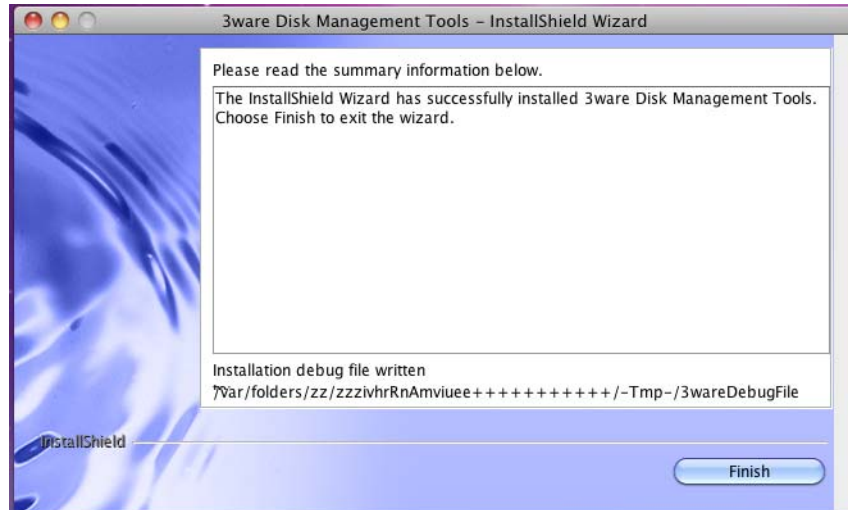 3ware Disk Management Tools – InstallShield Wizard
Please read the summary information below.
The InstallShield Wizard has successfully installed 3ware Disk Management Tools.
Choose Finish to exit the wizard.
Installation debug file written
/var/folders/zz/zzzivhrRnAmviuee+++++++++++/-Tmp-/3wareDebugFile
InstallShield
Finish